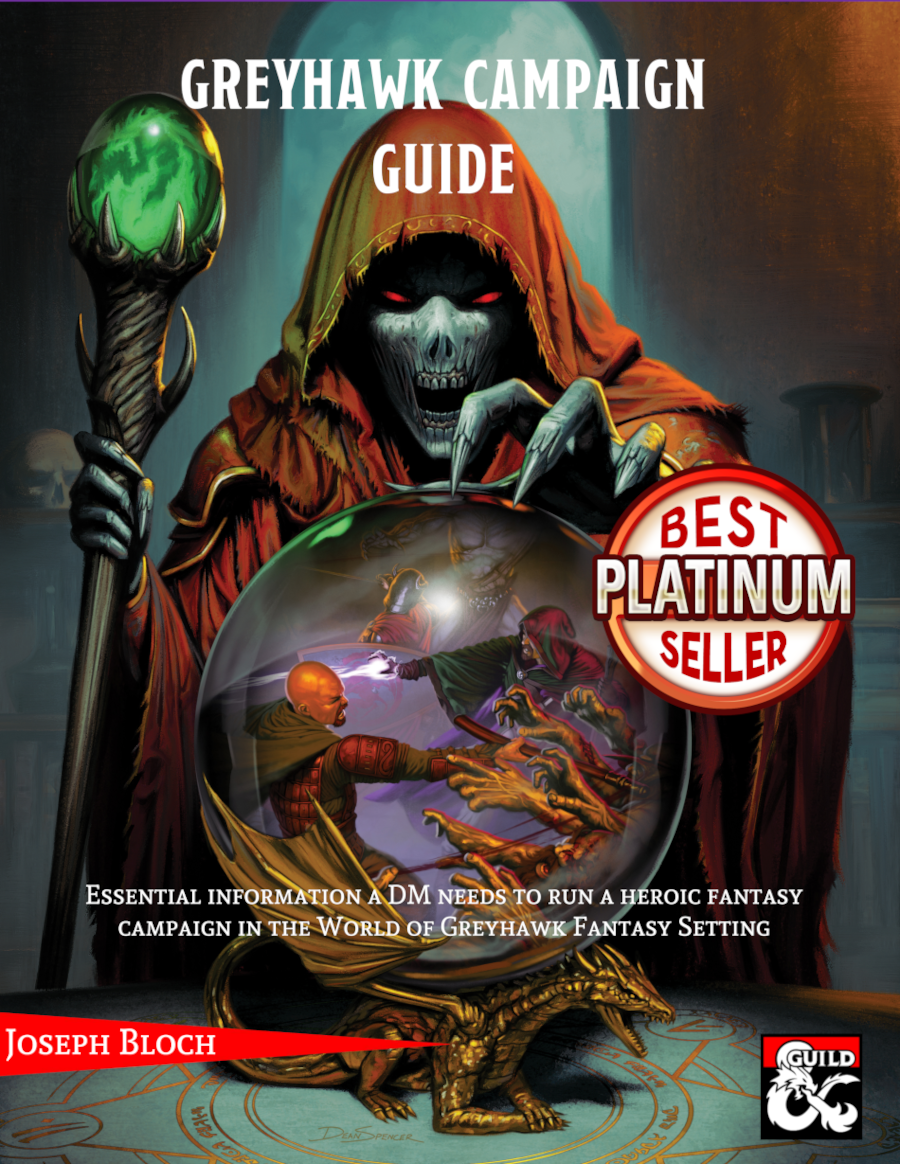 GREYHAWK CAMPAIGN
GUIDE
BEST
PLATINUM
SELLER
ESSENTIAL INFORMATION A DM NEEDS TO RUN A HEROIC FANTASY
CAMPAIGN IN THE WORLD OF GREYHAWK FANTASY SETTING
JOSEPH BLOCH
GUILD
DEAN SPENCER